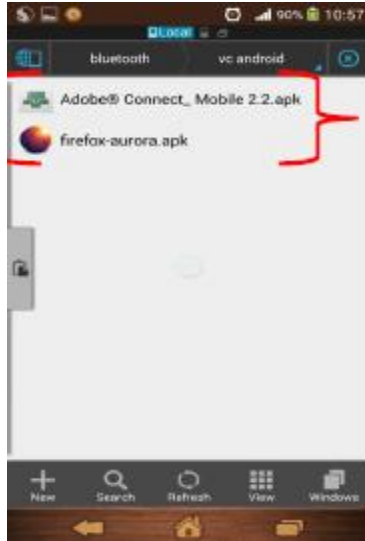 90% 10:57
Local
bluetooth vc android
Adobe® Connect_ Mobile 2.2.apk
firefox-aurora.apk
New Search Refresh View Windows